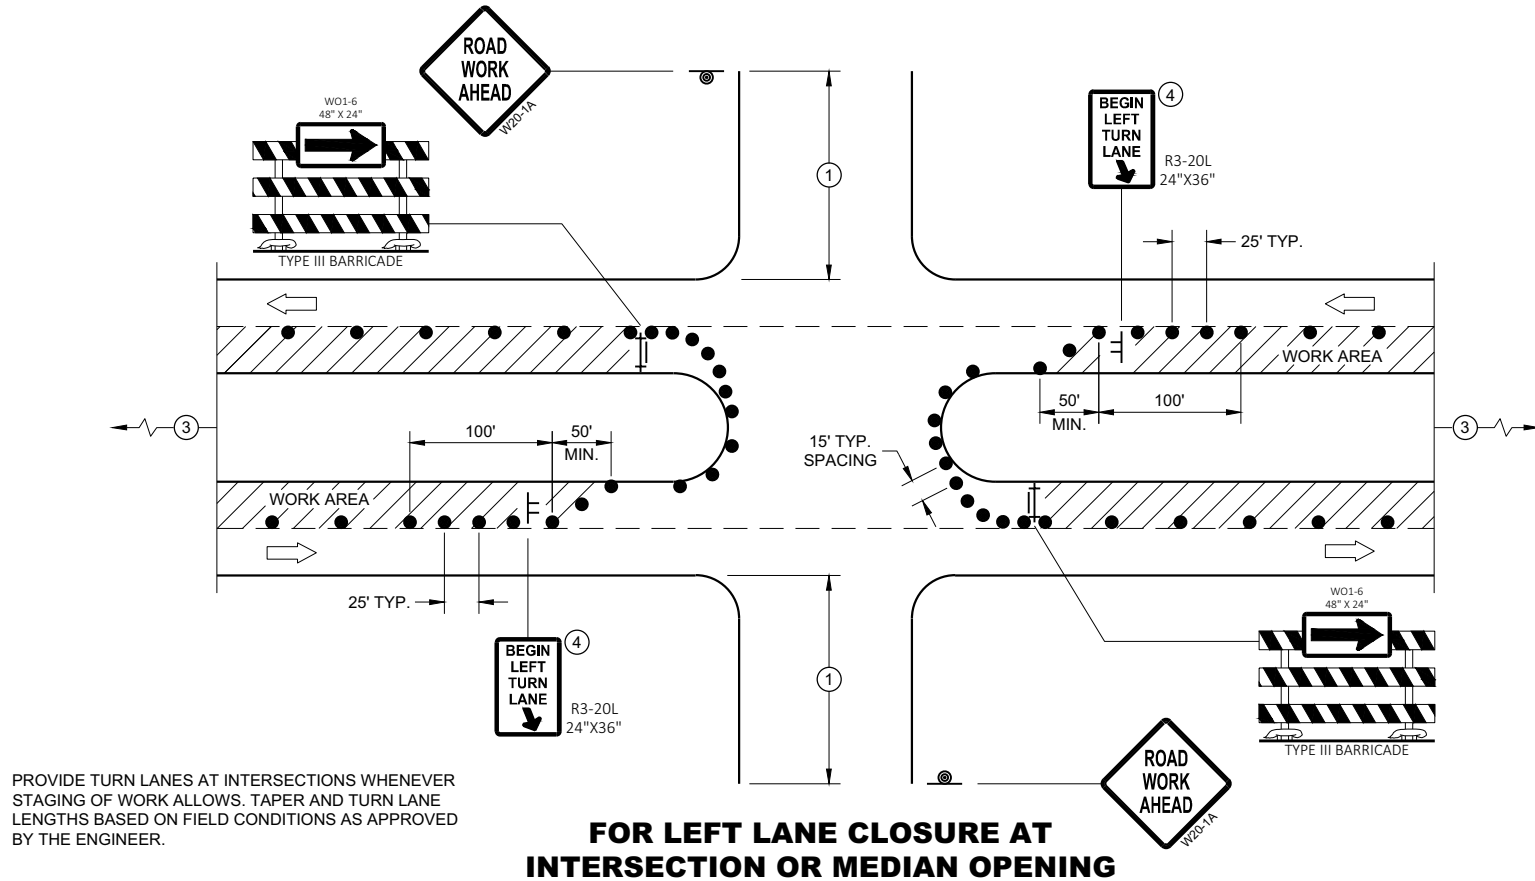 ROAD
WORK
AHEAD
W20-1A
WO1-6
48" X 24"
TYPE III BARRICADE
1
BEGIN
LEFT
TURN
LANE
4
R3-20L
24"X36"
25' TYP.
WORK AREA
50'
MIN.
100'
3
100'
50'
MIN.
15' TYP.
SPACING
3
WORK AREA
25' TYP.
BEGIN
LEFT
TURN
LANE
4
R3-20L
24"X36"
1
WO1-6
48" X 24"
TYPE III BARRICADE
ROAD
WORK
AHEAD
W20-1A
PROVIDE TURN LANES AT INTERSECTIONS WHENEVER
STAGING OF WORK ALLOWS. TAPER AND TURN LANE
LENGTHS BASED ON FIELD CONDITIONS AS APPROVED
BY THE ENGINEER.
FOR LEFT LANE CLOSURE AT
INTERSECTION OR MEDIAN OPENING